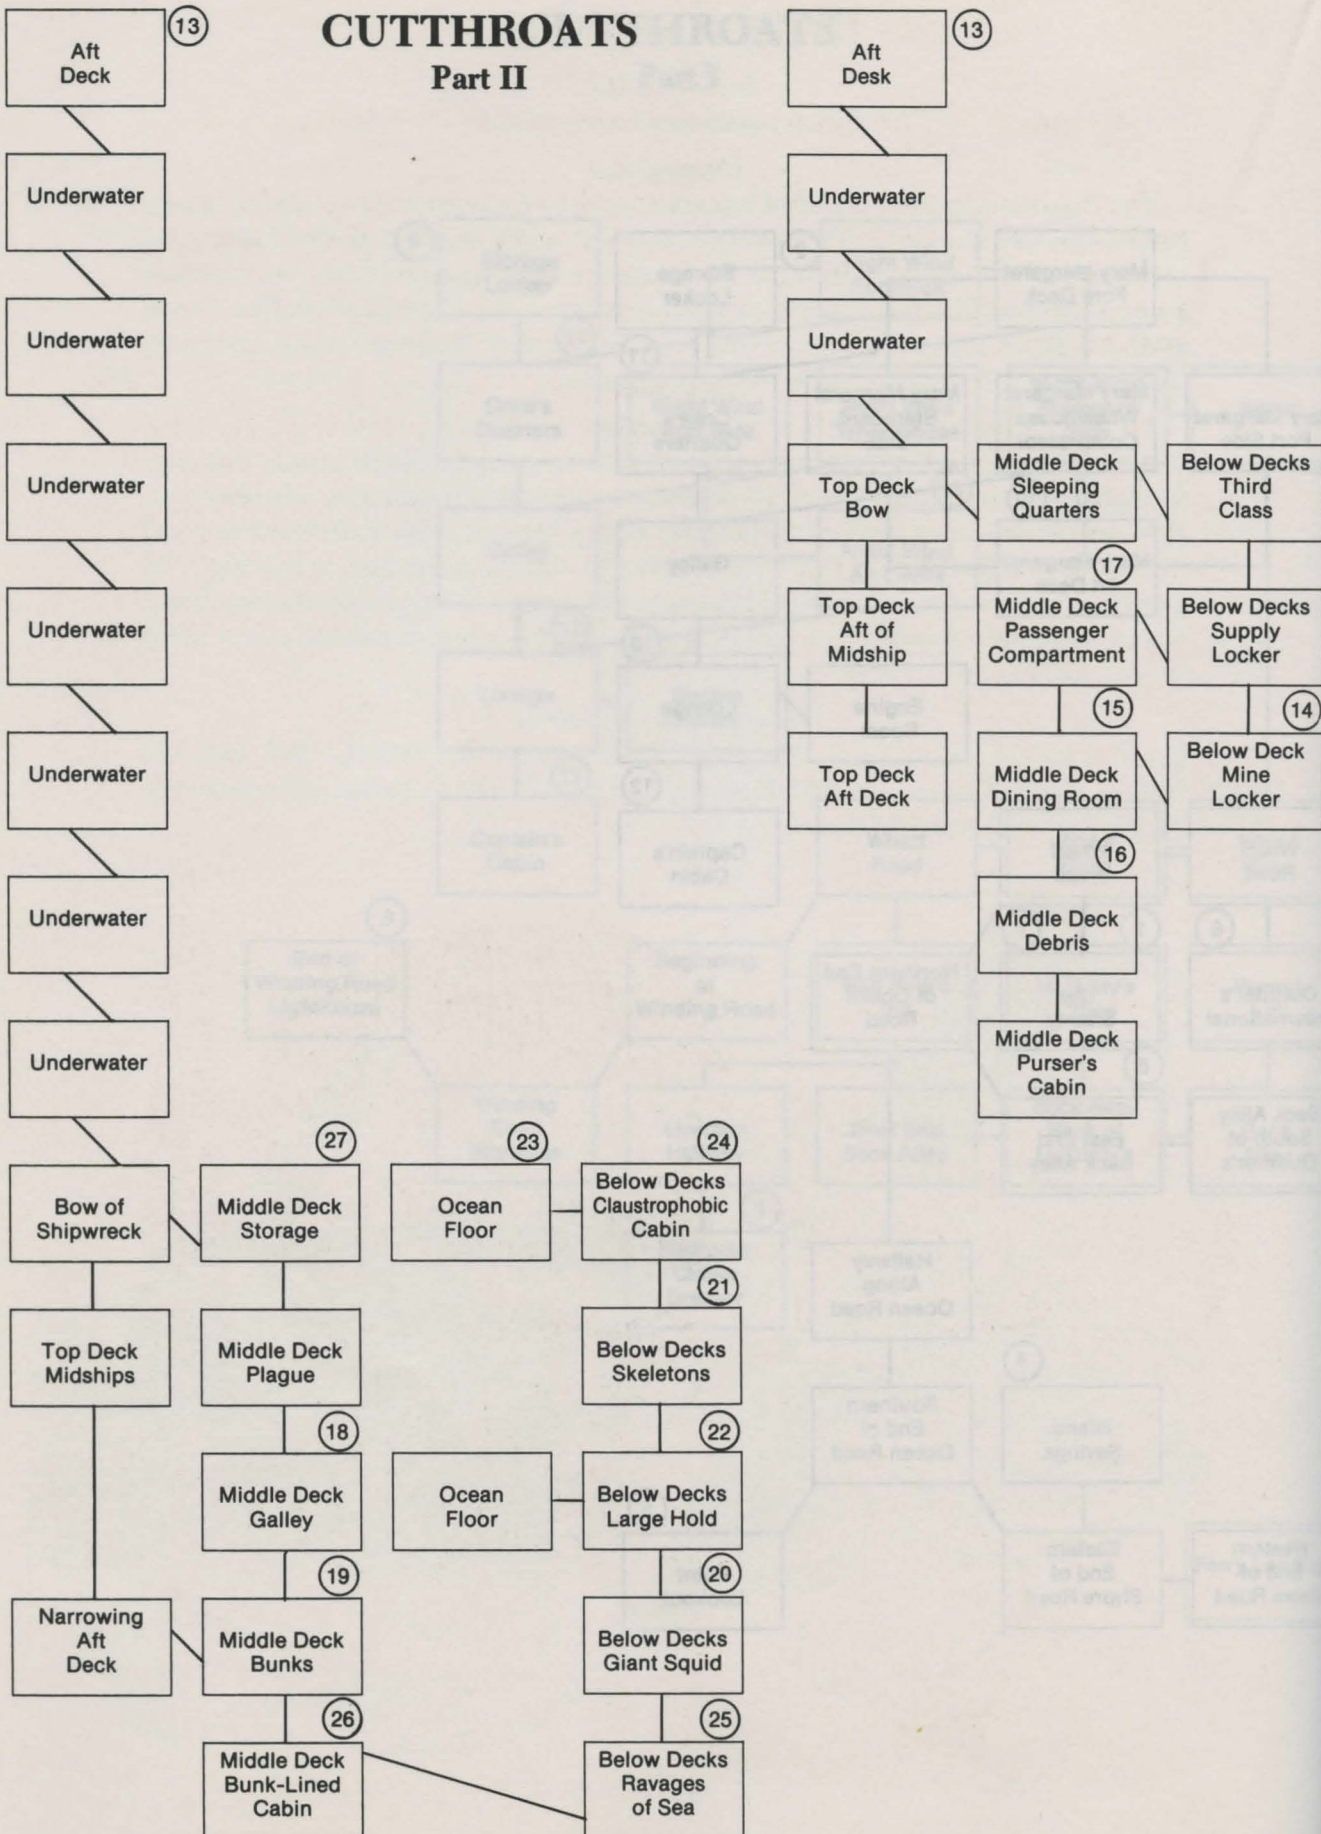 CUTTHROATS
Part II
13
Aft
Deck
Underwater
Underwater
Underwater
Underwater
Underwater
Underwater
Underwater
Bow of
Shipwreck
Top Deck
Midships
Narrowing
Aft
Deck
27
Middle Deck
Storage
Middle Deck
Plague
18
Middle Deck
Galley
19
Middle Deck
Bunks
26
Middle Deck
Bunk-Lined
Cabin
23
Ocean
Floor
Ocean
Floor
24
Below Decks
Claustrophobic
Cabin
21
Below Decks
Skeletons
22
Below Decks
Large Hold
20
Below Decks
Giant Squid
25
Below Decks
Ravages
of Sea
13
Aft
Desk
Underwater
Underwater
Top Deck
Bow
Top Deck
Aft of
Midship
Top Deck
Aft Deck
Middle Deck
Sleeping
Quarters
17
Middle Deck
Passenger
Compartment
15
Middle Deck
Dining Room
16
Middle Deck
Debris
Middle Deck
Purser's
Cabin
Below Decks
Third
Class
Below Decks
Supply
Locker
14
Below Deck
Mine
Locker